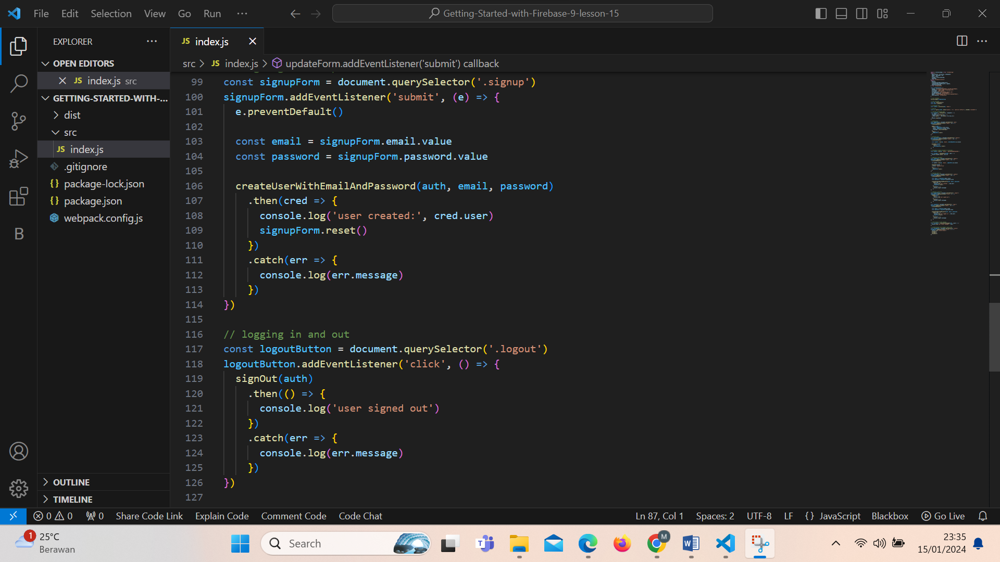 File Edit Selection View Go Run ···
Getting-Started-with-Firebase-9-lesson-15
EXPLORER
OPEN EDITORS
JS index.js src
GETTING-STARTED-WITH-...
dist
src
JS index.js
.gitignore
{} package-lock.json
{} package.json
webpack.config.js
B
OUTLINE
TIMELINE
JS index.js
src > JS index.js > updateForm.addEventListener('submit') callback
99 const signupForm = document.querySelector('.signup')
100 signupForm.addEventListener('submit', (e) => {
101 e.preventDefault()
102
103 const email = signupForm.email.value
104 const password = signupForm.password.value
105
106 createUserWithEmailAndPassword(auth, email, password)
107 .then(cred => {
108 console.log('user created:', cred.user)
109 signupForm.reset()
110 })
111 .catch(err => {
112 console.log(err.message)
113 })
114 })
115
116 // logging in and out
117 const logoutButton = document.querySelector('.logout')
118 logoutButton.addEventListener('click', () => {
119 signOut(auth)
120 .then(() => {
121 console.log('user signed out')
122 })
123 .catch(err => {
124 console.log(err.message)
125 })
126 })
127
0 0 0 Share Code Link Explain Code Comment Code Code Chat Ln 87, Col 1 Spaces: 2 UTF-8 LF {} JavaScript Blackbox Go Live
1 25°C
Berawan
Search
M
23:35
15/01/2024